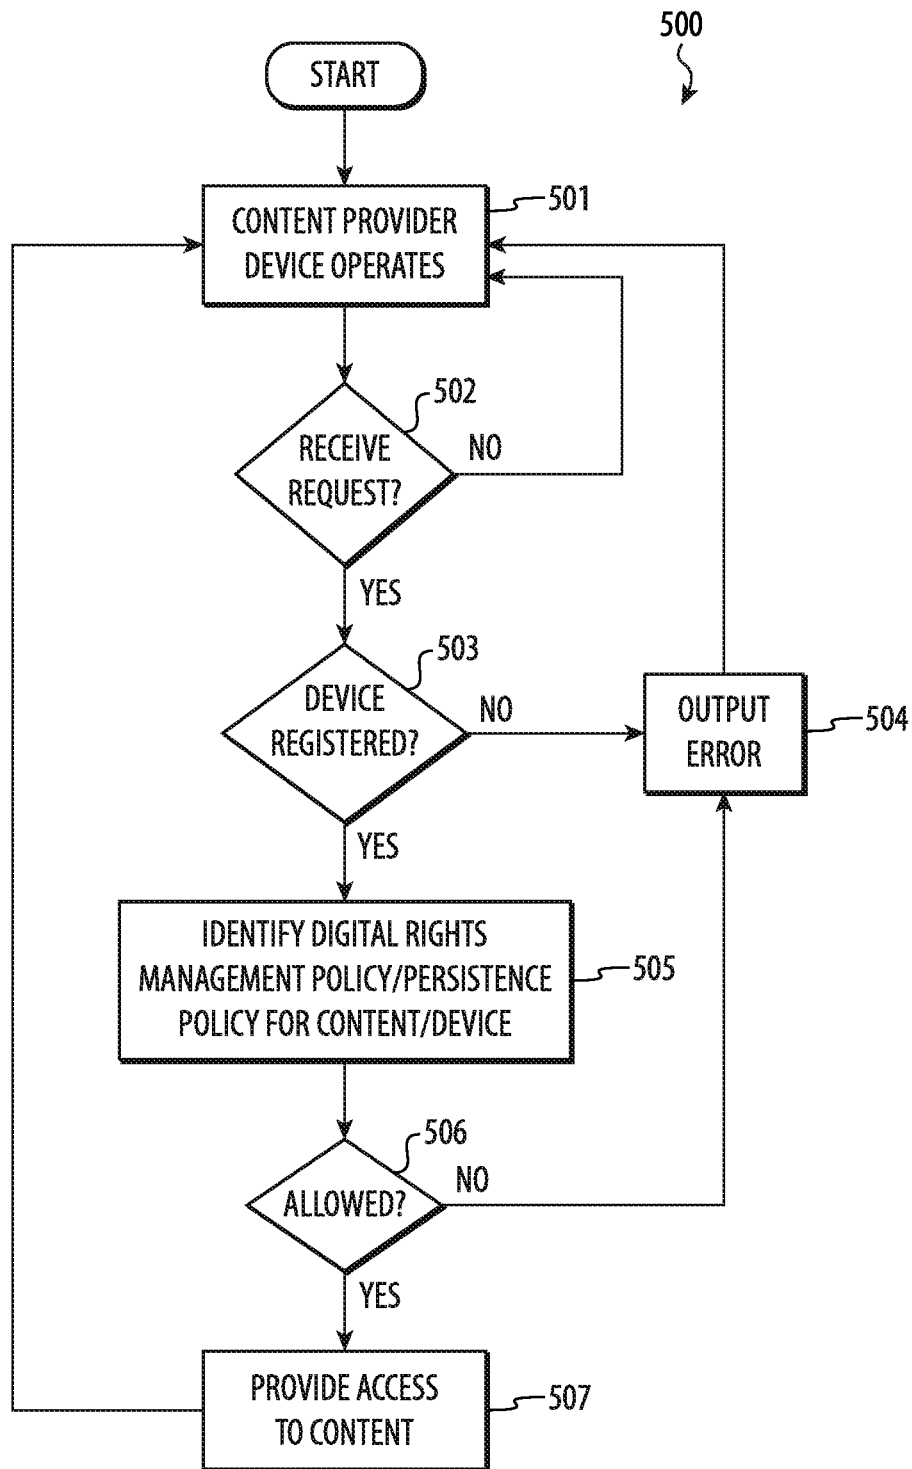 500
START
501
CONTENT PROVIDER
DEVICE OPERATES
502
RECEIVE
REQUEST?
NO
YES
503
DEVICE
REGISTERED?
NO
OUTPUT
ERROR
504
YES
IDENTIFY DIGITAL RIGHTS
MANAGEMENT POLICY/PERSISTENCE
POLICY FOR CONTENT/DEVICE
505
506
ALLOWED?
NO
YES
PROVIDE ACCESS
TO CONTENT
507